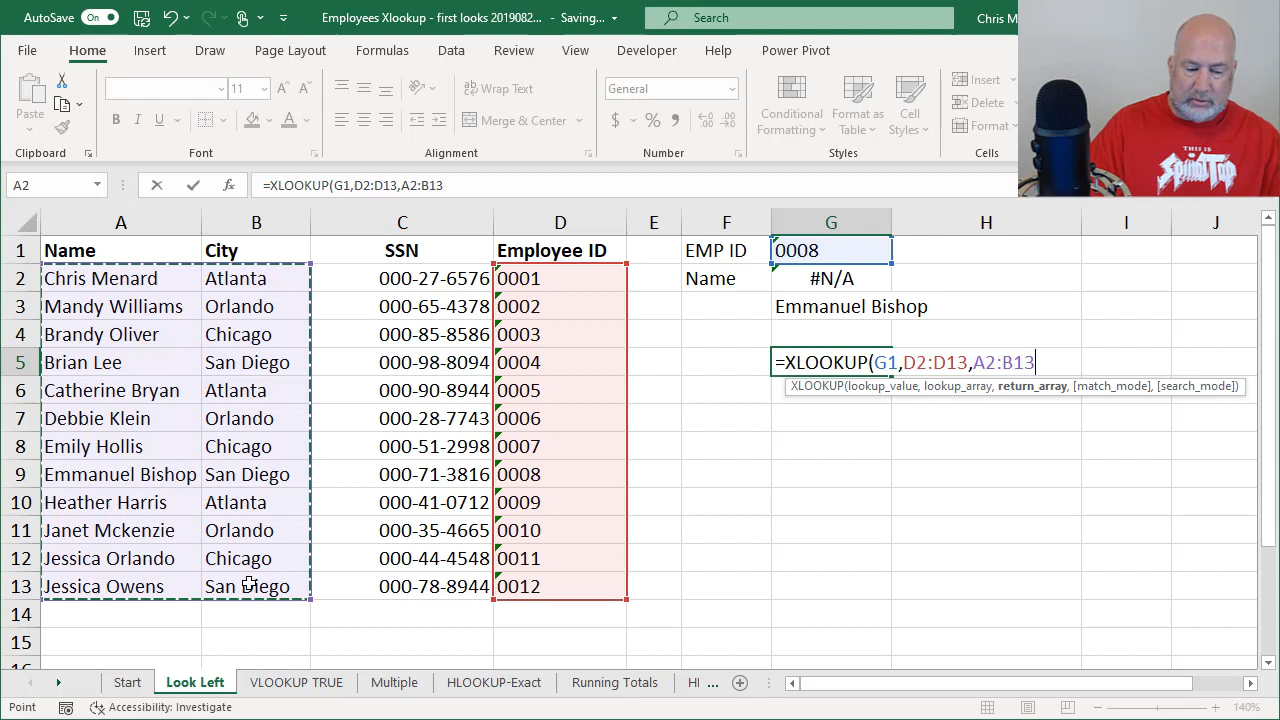 AutoSave On Employees Xlookup - first looks 2019082... - Saving... Search Chris M
File Home Insert Draw Page Layout Formulas Data Review View Developer Help Power Pivot
Paste 11 B I U A A A Wrap Text Merge & Center General $ % Conditional Formatting Format as Table Cell Styles Insert Delete Format
Clipboard Font Alignment Number Styles Cells
THIS IS
SPINAL TAP
A2 fx =XLOOKUP(G1,D2:D13,A2:B13
A B C D E F G H I J
1 Name City SSN Employee ID EMP ID 0008
2 Chris Menard Atlanta 000-27-6576 0001 Name #N/A
3 Mandy Williams Orlando 000-65-4378 0002 Emmanuel Bishop
4 Brandy Oliver Chicago 000-85-8586 0003
5 Brian Lee San Diego 000-98-8094 0004 =XLOOKUP(G1,D2:D13,A2:B13
XLOOKUP(lookup_value, lookup_array, return_array, [match_mode], [search_mode])
6 Catherine Bryan Atlanta 000-90-8944 0005
7 Debbie Klein Orlando 000-28-7743 0006
8 Emily Hollis Chicago 000-51-2998 0007
9 Emmanuel Bishop San Diego 000-71-3816 0008
10 Heather Harris Atlanta 000-41-0712 0009
11 Janet Mckenzie Orlando 000-35-4665 0010
12 Jessica Orlando Chicago 000-44-4548 0011
13 Jessica Owens San Diego 000-78-8944 0012
14
15
Start Look Left VLOOKUP TRUE Multiple HLOOKUP-Exact Running Totals HI ...
Point Accessibility: Investigate 140%